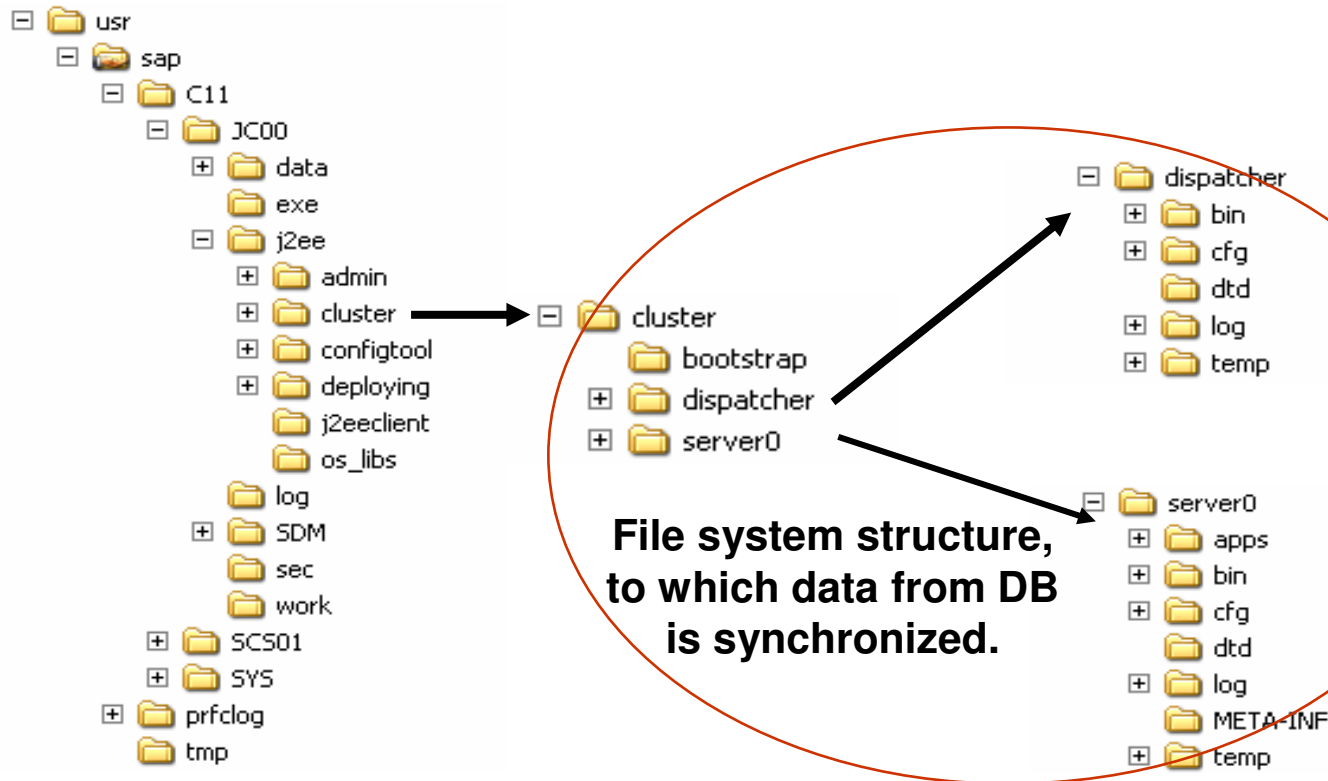 usr
sap
C11
JC00
data
exe
j2ee
admin
cluster
configtool
deploying
j2eeclient
os_libs
log
SDM
sec
work
SCS01
SYS
prfclog
tmp
cluster
bootstrap
dispatcher
server0
File system structure,
to which data from DB
is synchronized.
dispatcher
bin
cfg
dtd
log
temp
server0
apps
bin
cfg
dtd
log
META-INF
temp